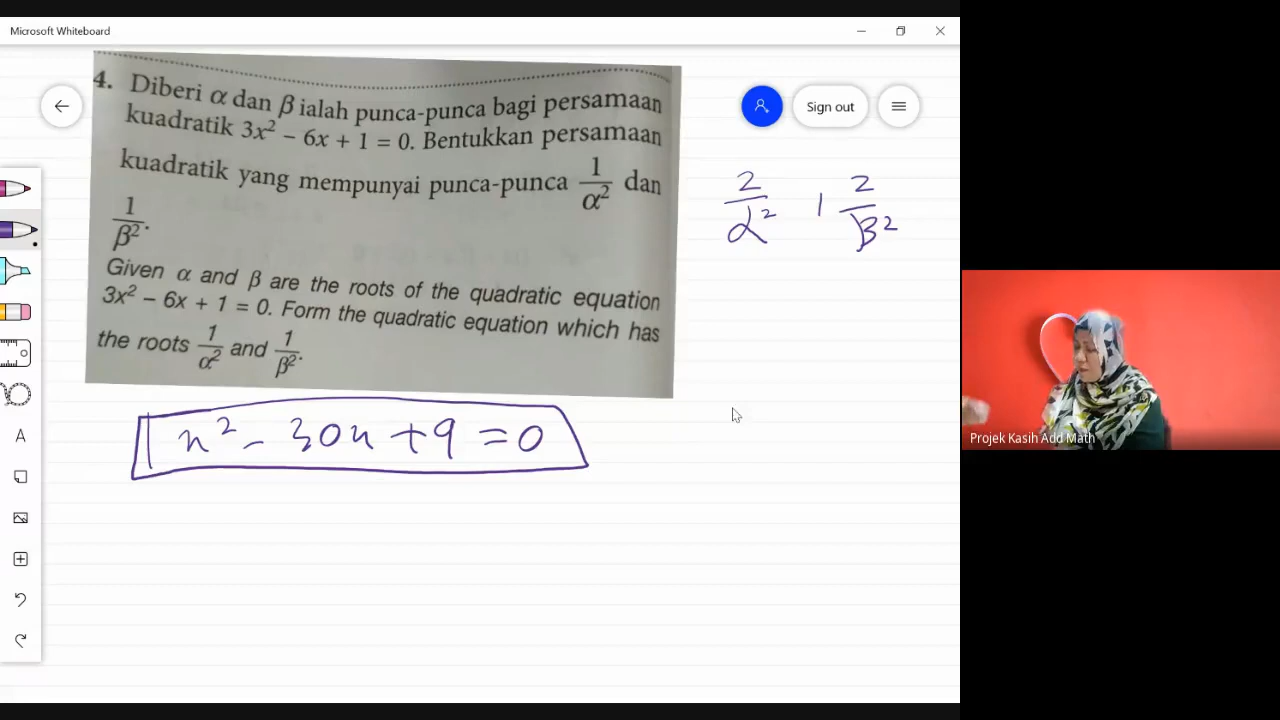 Microsoft Whiteboard
Sign out
4. Diberi α dan β ialah punca-punca bagi persamaan
kuadratik 3x² − 6x + 1 = 0. Bentukkan persamaan
kuadratik yang mempunyai punca-punca 1/α² dan
1/β².
Given α and β are the roots of the quadratic equation
3x² − 6x + 1 = 0. Form the quadratic equation which has
the roots 1/α² and 1/β².
2/α² , 2/β²
x² − 30x + 9 = 0
A
Projek Kasih Add Math